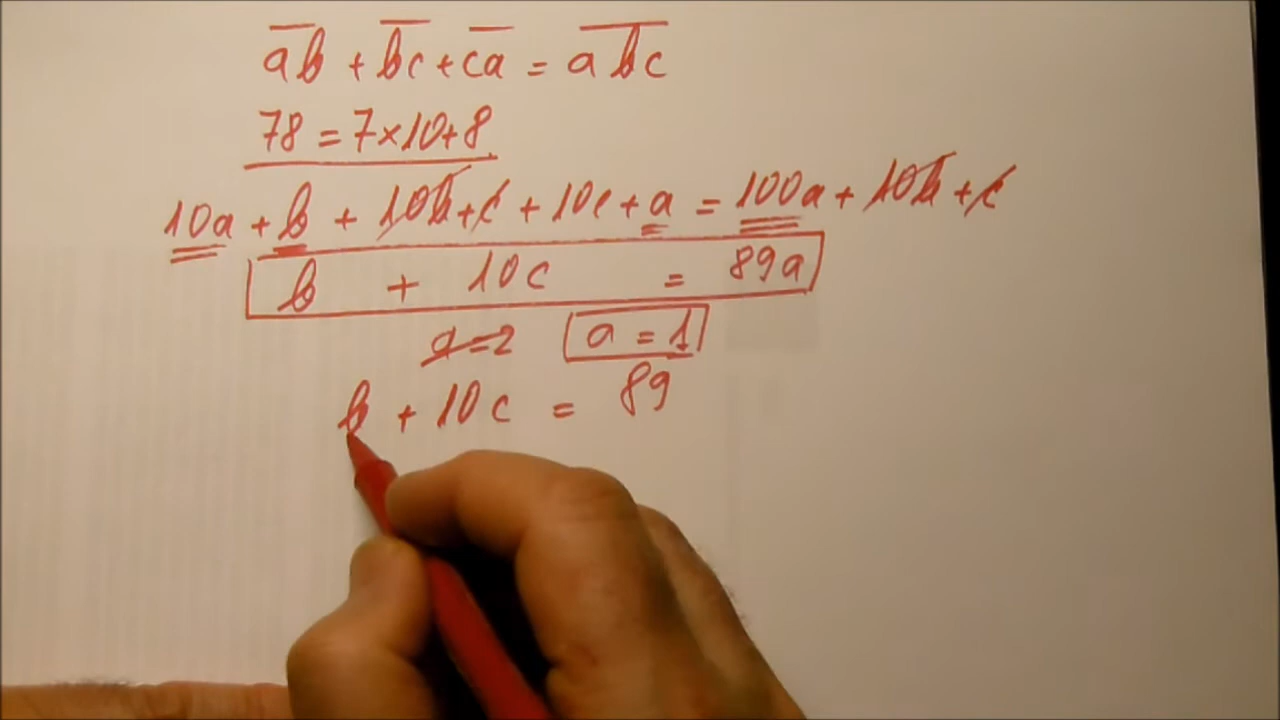 ab + bc + ca = abc
78 = 7×10+8
10a + b + 10b + c + 10c + a = 100a + 10b + c
b + 10c = 89a
a=2 a = 1
b + 10c = 89